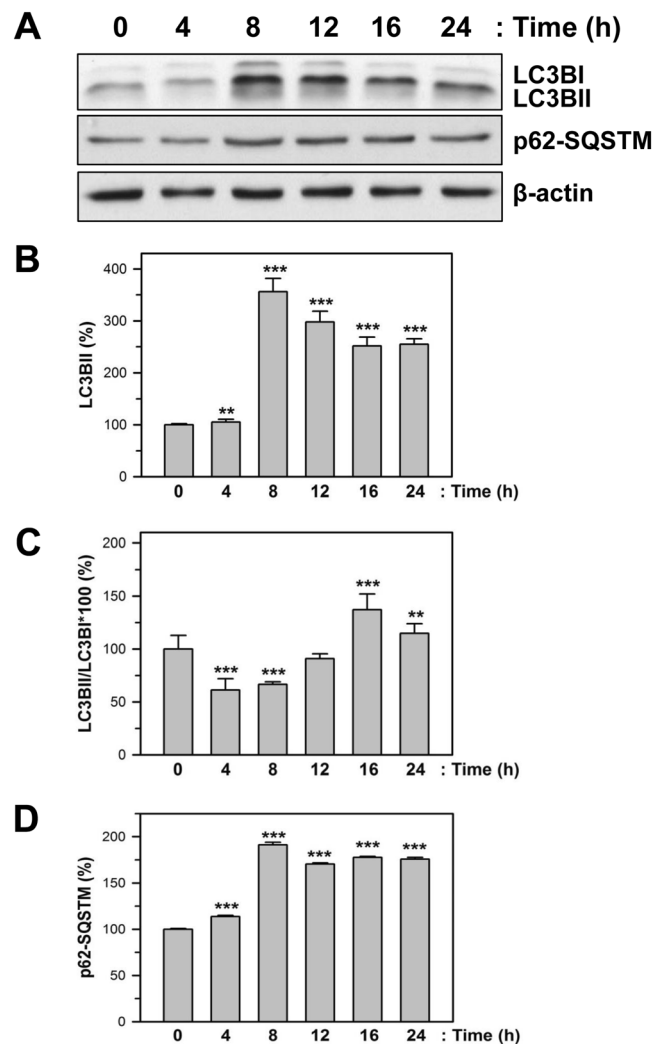 A
0 4 8 12 16 24 : Time (h)
LC3BI
LC3BII
p62-SQSTM
β-actin
B
LC3BII (%)
400
300
200
100
0
** *** *** *** ***
0 4 8 12 16 24 : Time (h)
C
LC3BII/LC3BI*100 (%)
200
150
100
50
0
*** *** *** **
0 4 8 12 16 24 : Time (h)
D
p62-SQSTM (%)
200
150
100
50
0
*** *** *** *** ***
0 4 8 12 16 24 : Time (h)